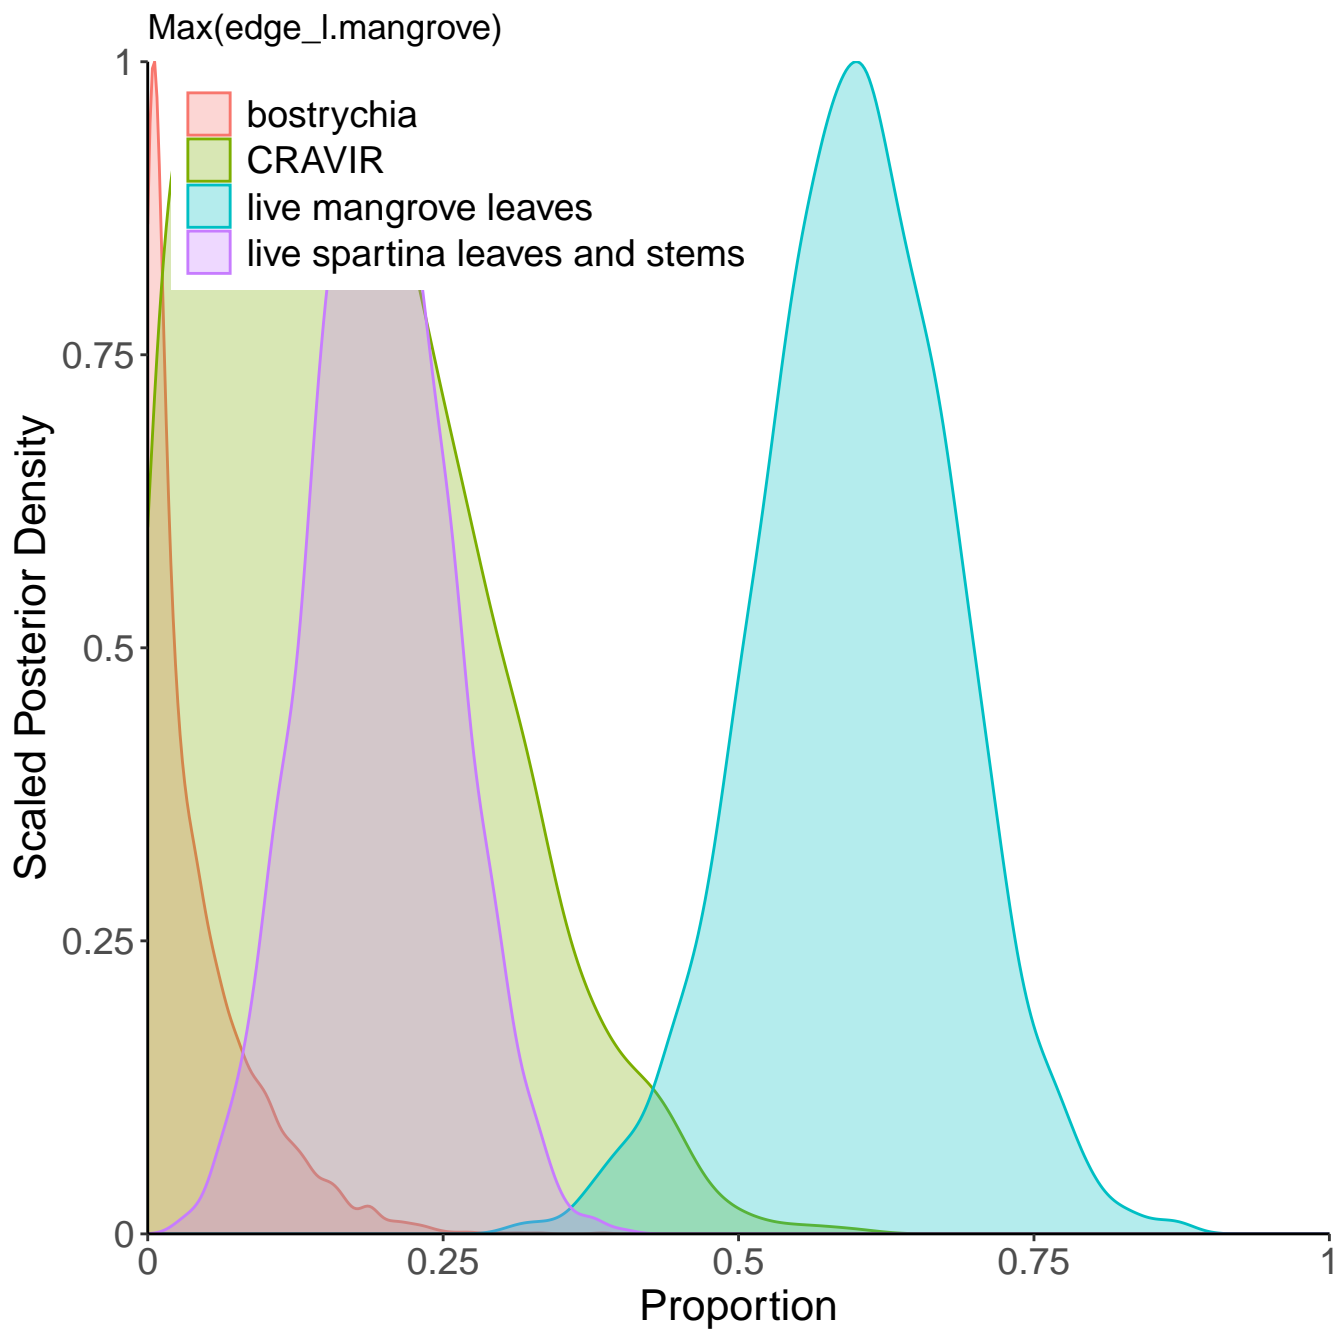 Max(edge_l.mangrove)
bostrychia
CRAVIR
live mangrove leaves
live spartina leaves and stems
1
0.75
0.5
0.25
0
Scaled Posterior Density
0
0.25
0.5
0.75
1
Proportion